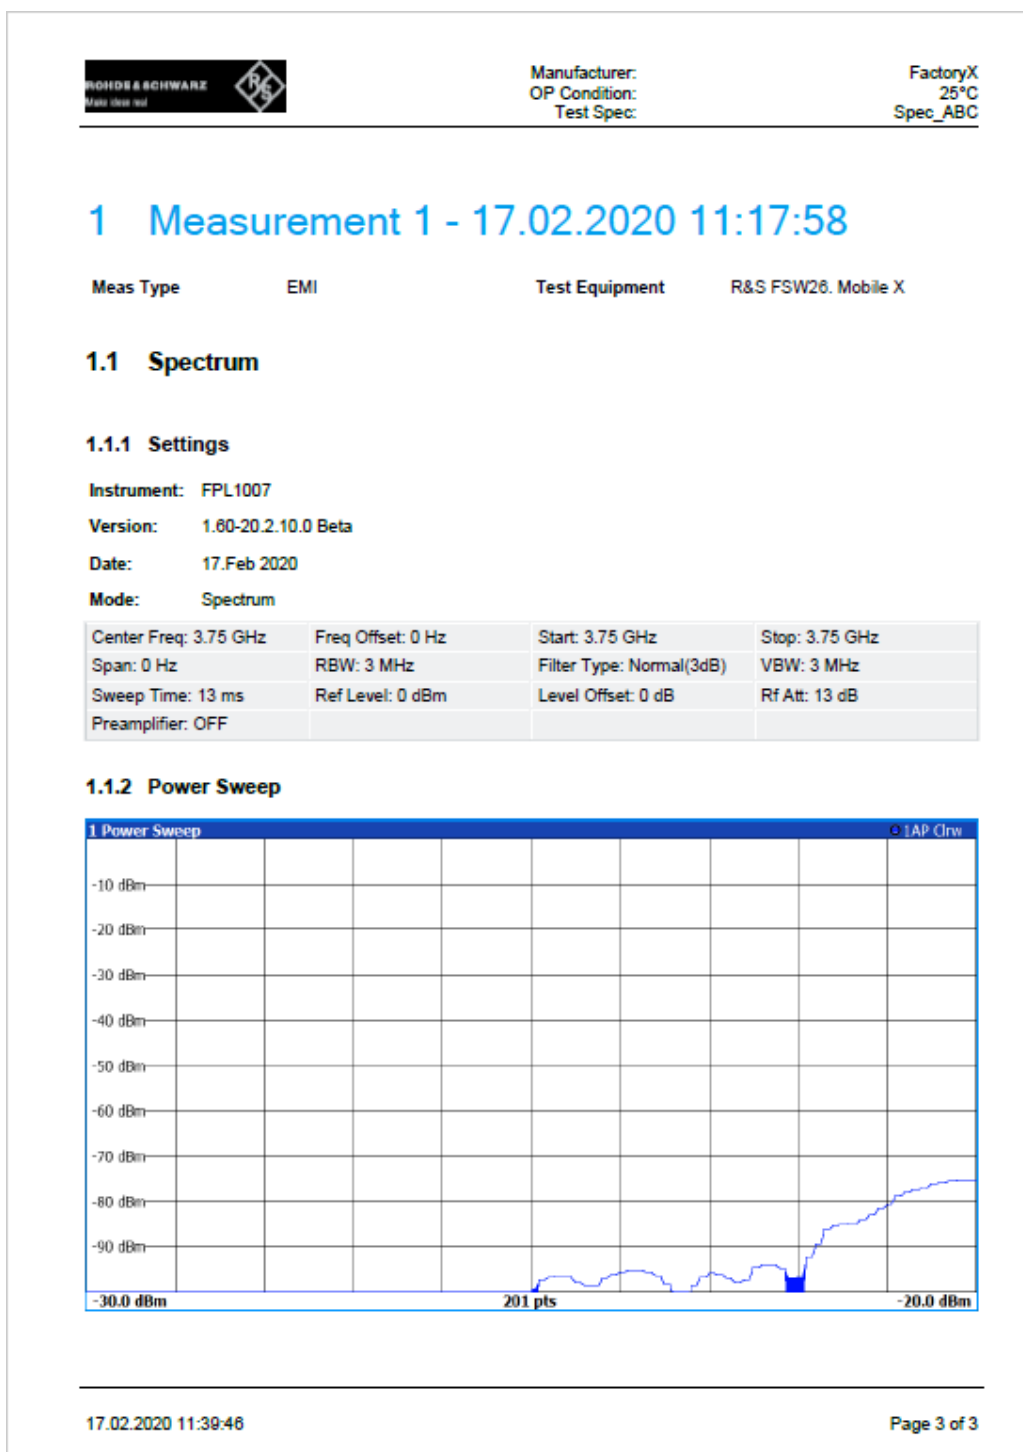 ROHDE & SCHWARZ
Make ideas real
R&S
Manufacturer: FactoryX
OP Condition: 25°C
Test Spec: Spec_ABC
1 Measurement 1 - 17.02.2020 11:17:58
Meas Type EMI Test Equipment R&S FSW26. Mobile X
1.1 Spectrum
1.1.1 Settings
Instrument: FPL1007
Version: 1.60-20.2.10.0 Beta
Date: 17.Feb 2020
Mode: Spectrum
Center Freq: 3.75 GHz Freq Offset: 0 Hz Start: 3.75 GHz Stop: 3.75 GHz
Span: 0 Hz RBW: 3 MHz Filter Type: Normal(3dB) VBW: 3 MHz
Sweep Time: 13 ms Ref Level: 0 dBm Level Offset: 0 dB Rf Att: 13 dB
Preamplifier: OFF
1.1.2 Power Sweep
1 Power Sweep 1AP Clrw
-10 dBm
-20 dBm
-30 dBm
-40 dBm
-50 dBm
-60 dBm
-70 dBm
-80 dBm
-90 dBm
-30.0 dBm 201 pts -20.0 dBm
17.02.2020 11:39:46 Page 3 of 3